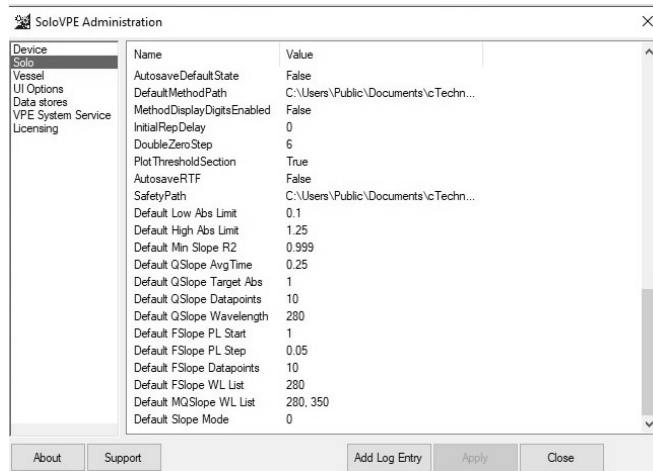 SoloVPE Administration
Device
Solo
Vessel
UI Options
Data stores
VPE System Service
Licensing
Name Value
AutosaveDefaultState False
DefaultMethodPath C:\Users\Public\Documents\cTechn...
MethodDisplayDigitsEnabled False
InitialRepDelay 0
DoubleZeroStep 6
PlotThresholdSection True
AutosaveRTF False
SafetyPath C:\Users\Public\Documents\cTechn...
Default Low Abs Limit 0.1
Default High Abs Limit 1.25
Default Min Slope R2 0.999
Default QSlope AvgTime 0.25
Default QSlope Target Abs 1
Default QSlope Datapoints 10
Default QSlope Wavelength 280
Default FSlope PL Start 1
Default FSlope PL Step 0.05
Default FSlope Datapoints 10
Default FSlope WL List 280
Default MQSlope WL List 280, 350
Default Slope Mode 0
About Support Add Log Entry Apply Close